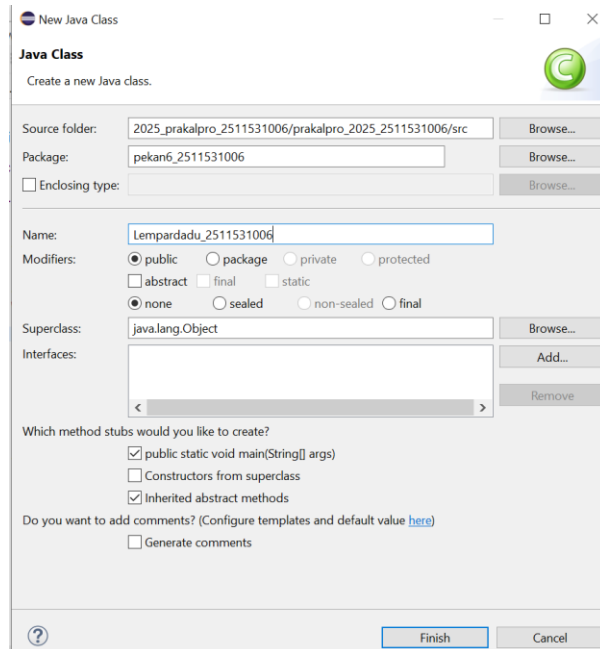 New Java Class
Java Class
Create a new Java class.
C
Source folder: 2025_prakalpro_2511531006/prakalpro_2025_2511531006/src Browse...
Package: pekan6_2511531006 Browse...
Enclosing type: Browse...
Name: Lempardadu_2511531006
Modifiers: public package private protected
abstract final static
none sealed non-sealed final
Superclass: java.lang.Object Browse...
Interfaces: Add...
Remove
Which method stubs would you like to create?
public static void main(String[] args)
Constructors from superclass
Inherited abstract methods
Do you want to add comments? (Configure templates and default value here)
Generate comments
? Finish Cancel